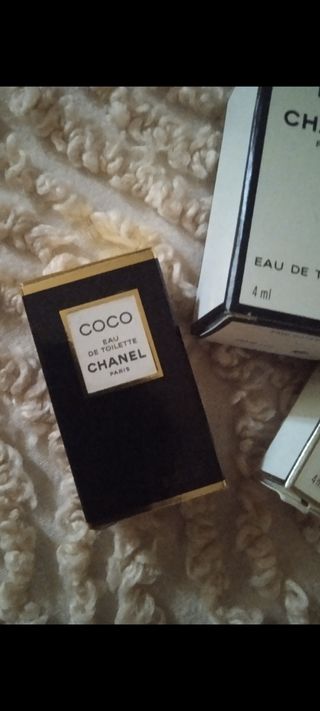 COCO
EAU
DE TOILETTE
CHANEL
PARIS
EAU DE
4 ml